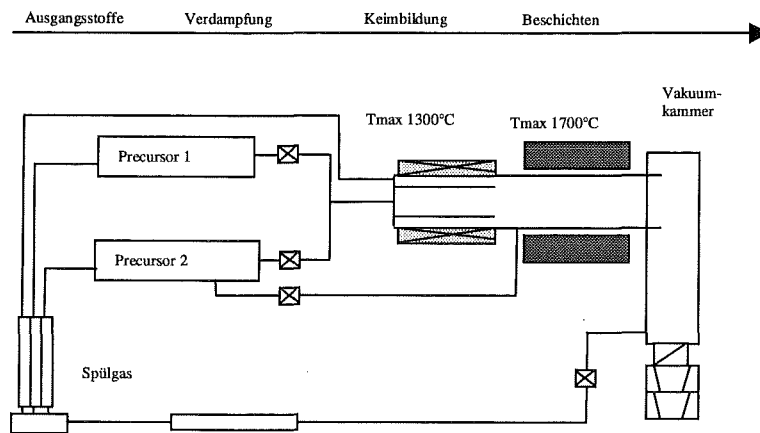 Ausgangsstoffe Verdampfung Keimbildung Beschichten
Vakuum-
kammer
Tmax 1300°C Tmax 1700°C
Precursor 1
Precursor 2
Spülgas